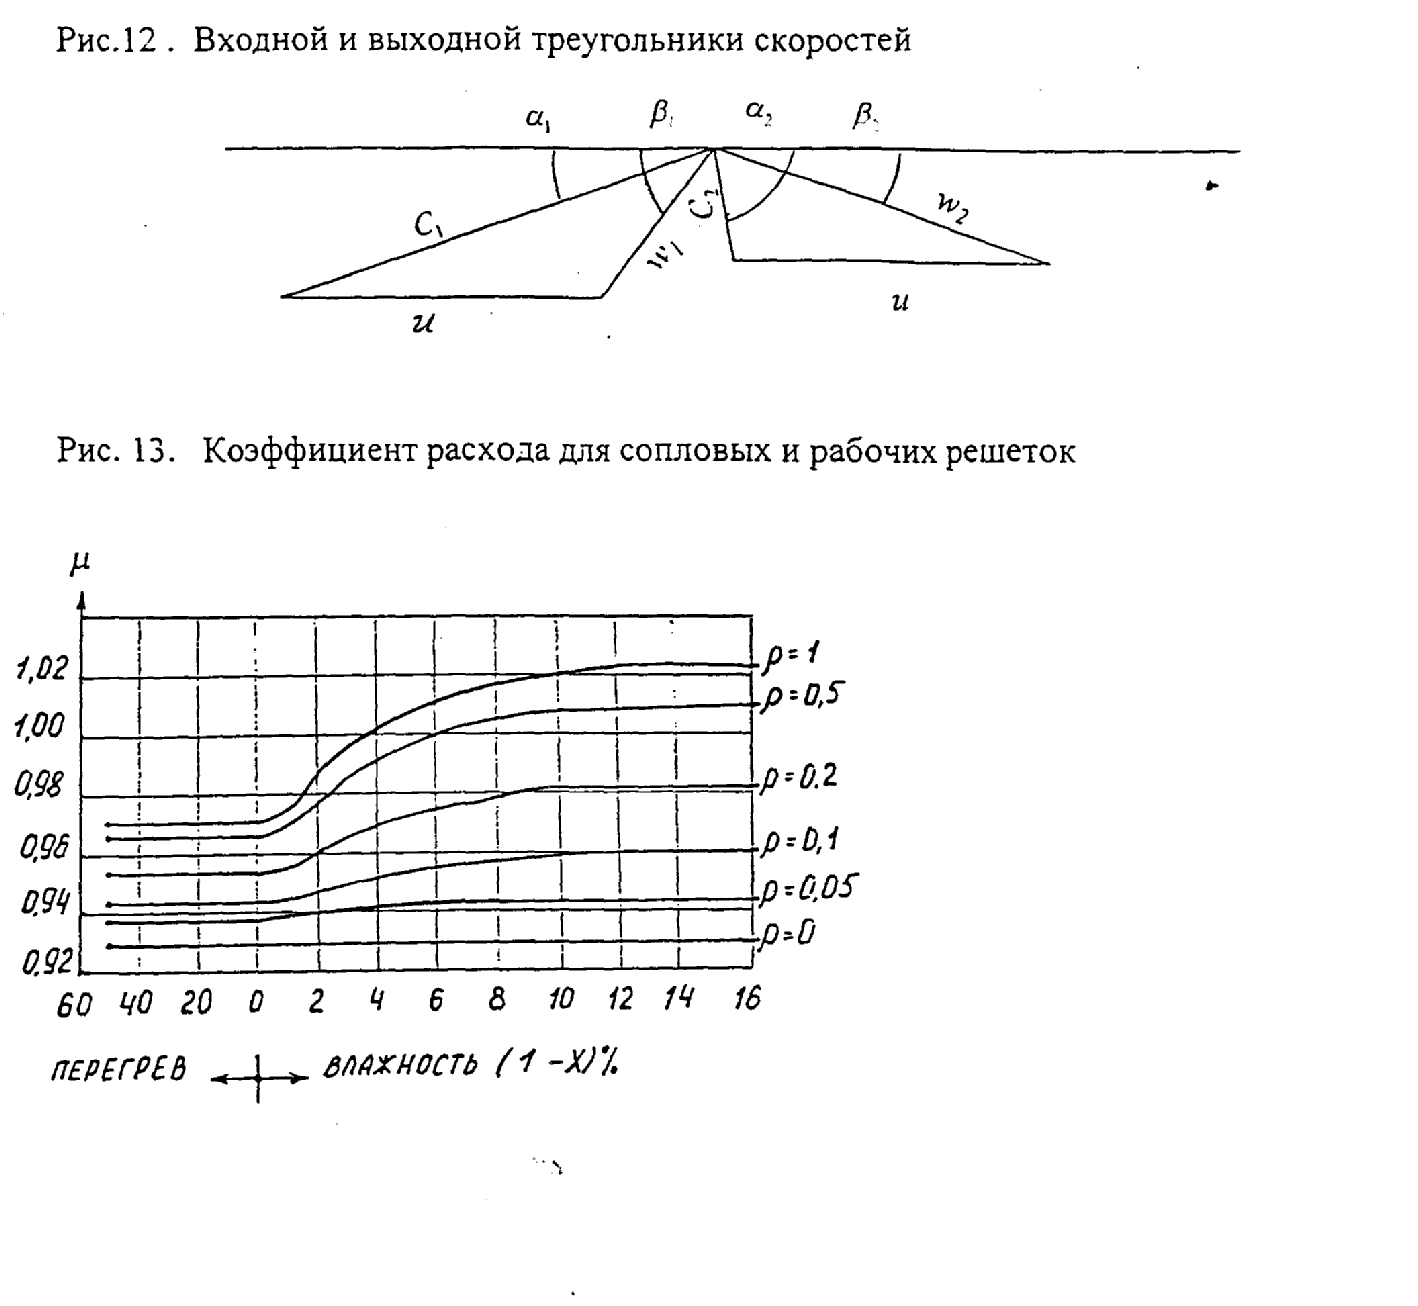 Рис.12 . Входной и выходной треугольники скоростей
α₁ β₁ α₂ β₂
C₁ w₁ C₂ w₂
u u
Рис. 13. Коэффициент расхода для сопловых и рабочих решеток
μ
1,02
1,00
0,98
0,96
0,94
0,92
ρ=1
ρ=0,5
ρ=0.2
ρ=0,1
ρ=0,05
ρ=0
60 40 20 0 2 4 6 8 10 12 14 16
ПЕРЕГРЕВ ВЛАЖНОСТЬ (1 -X)%